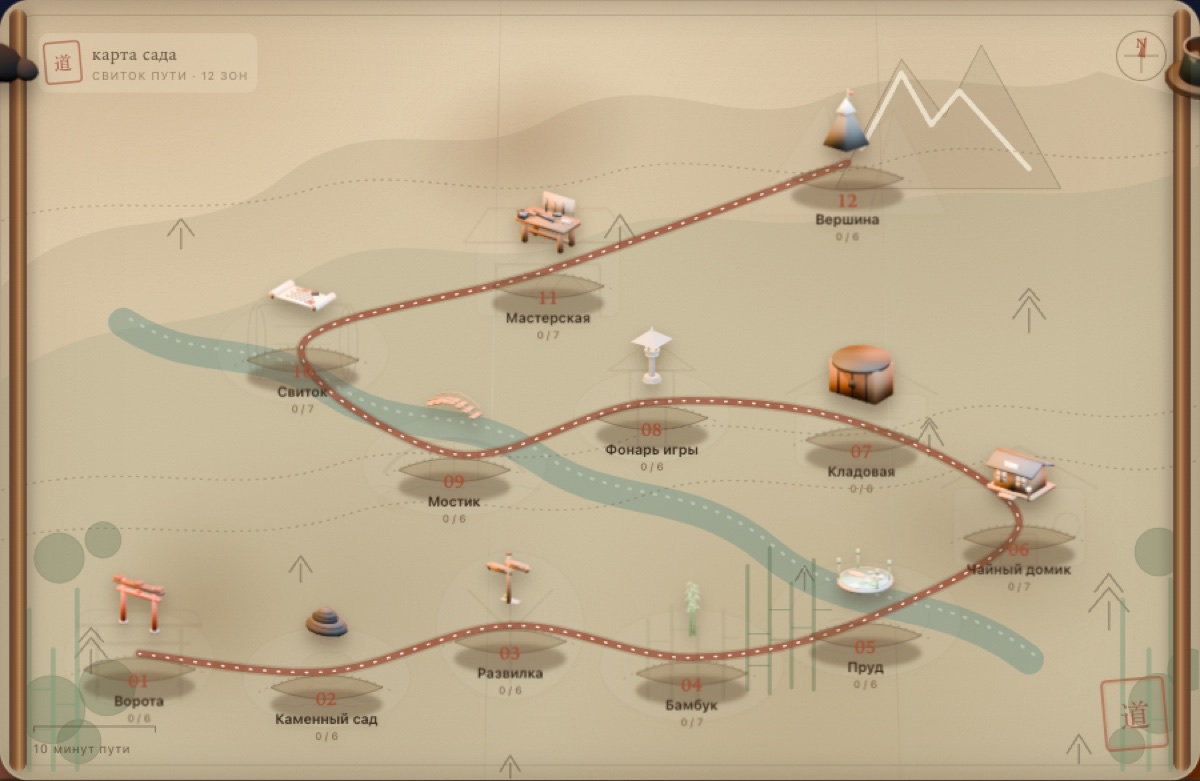 道
карта сада
СВИТОК ПУТИ · 12 ЗОН
N
12
Вершина
0/6
11
Мастерская
0/7
10
Свиток
0/7
09
Мостик
0/6
08
Фонарь игры
0/6
07
Кладовая
0/6
06
Чайный домик
0/7
05
Пруд
0/6
04
Бамбук
0/7
03
Развилка
0/6
02
Каменный сад
0/6
01
Ворота
0/6
10 минут пути
道